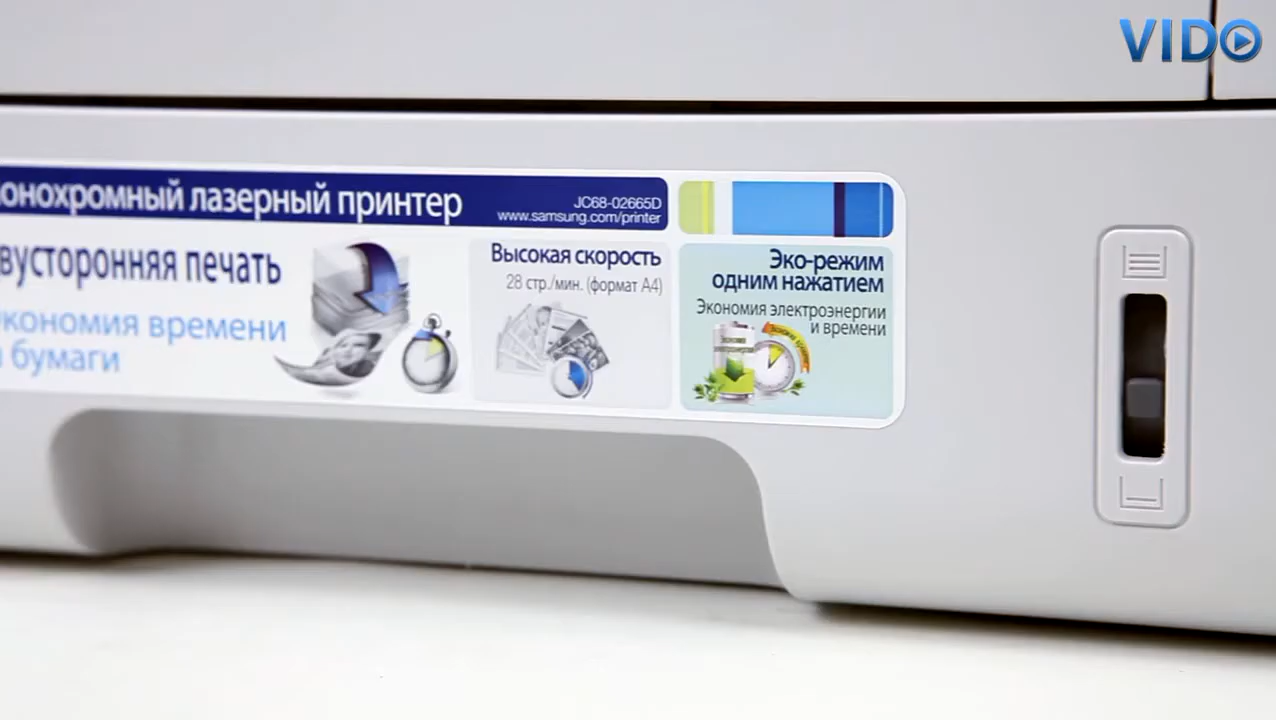 VIDO
онохромный лазерный принтер
JC68-02665D
www.samsung.com/printer
вусторонняя печать
экономия времени
и бумаги
Высокая скорость
28 стр./мин. (формат А4)
Эко-режим
одним нажатием
Экономия электроэнергии
и времени